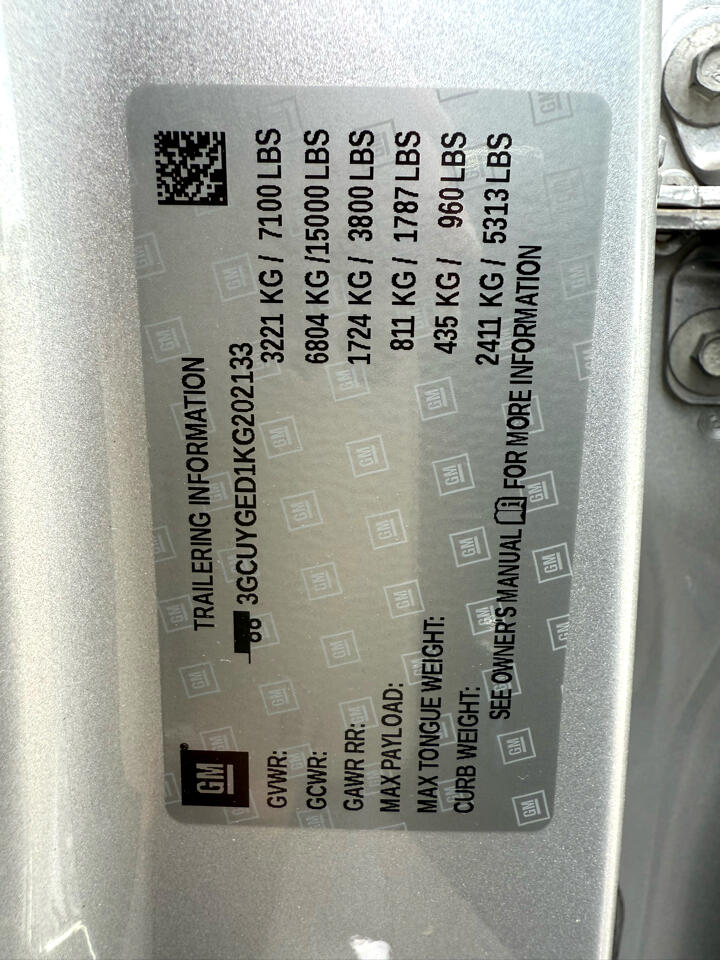 GM®
TRAILERING INFORMATION
3GCUYGED1KG202133
GVWR: 3221 KG / 7100 LBS
GCWR: 6804 KG /15000 LBS
GAWR RR: 1724 KG / 3800 LBS
MAX PAYLOAD: 811 KG / 1787 LBS
MAX TONGUE WEIGHT: 435 KG / 960 LBS
CURB WEIGHT: 2411 KG / 5313 LBS
SEE OWNER'S MANUAL FOR MORE INFORMATION